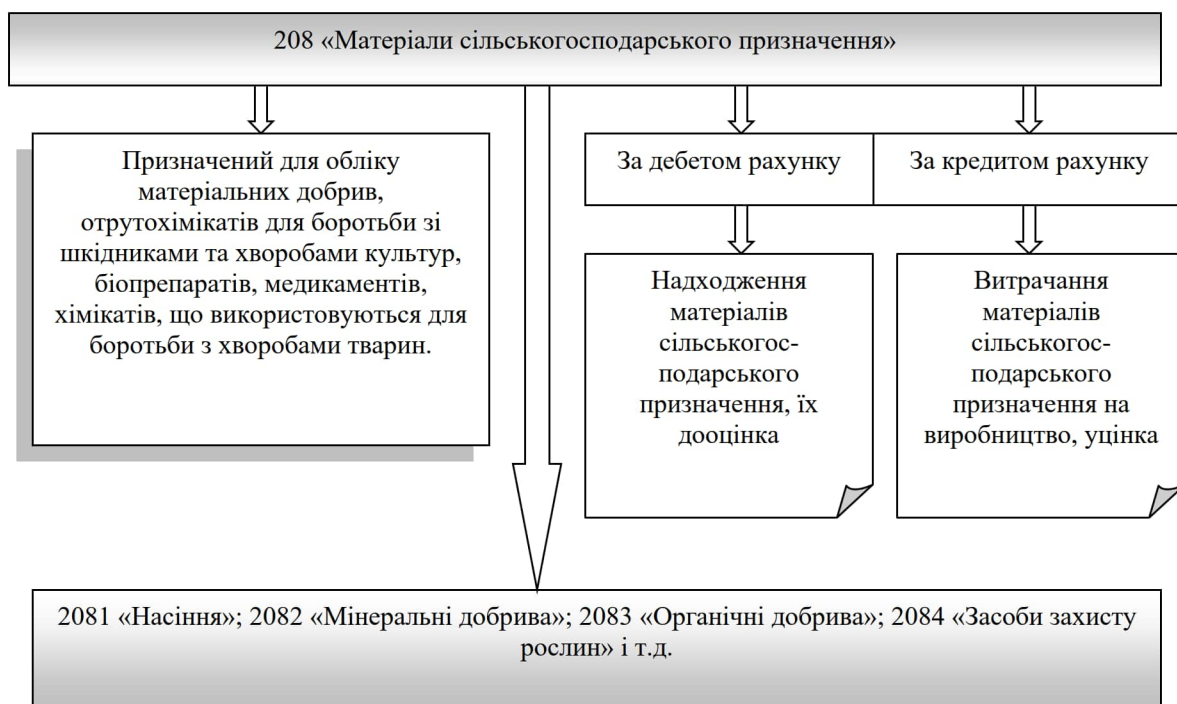 208 «Матеріали сільськогосподарського призначення»
Призначений для обліку
матеріальних добрив,
отрутохімікатів для боротьби зі
шкідниками та хворобами культур,
біопрепаратів, медикаментів,
хімікатів, що використовуються для
боротьби з хворобами тварин.
За дебетом рахунку
За кредитом рахунку
Надходження
матеріалів
сільськогос-
подарського
призначення, їх
дооцінка
Витрачання
матеріалів
сільськогос-
подарського
призначення на
виробництво, уцінка
2081 «Насіння»; 2082 «Мінеральні добрива»; 2083 «Органічні добрива»; 2084 «Засоби захисту
рослин» і т.д.